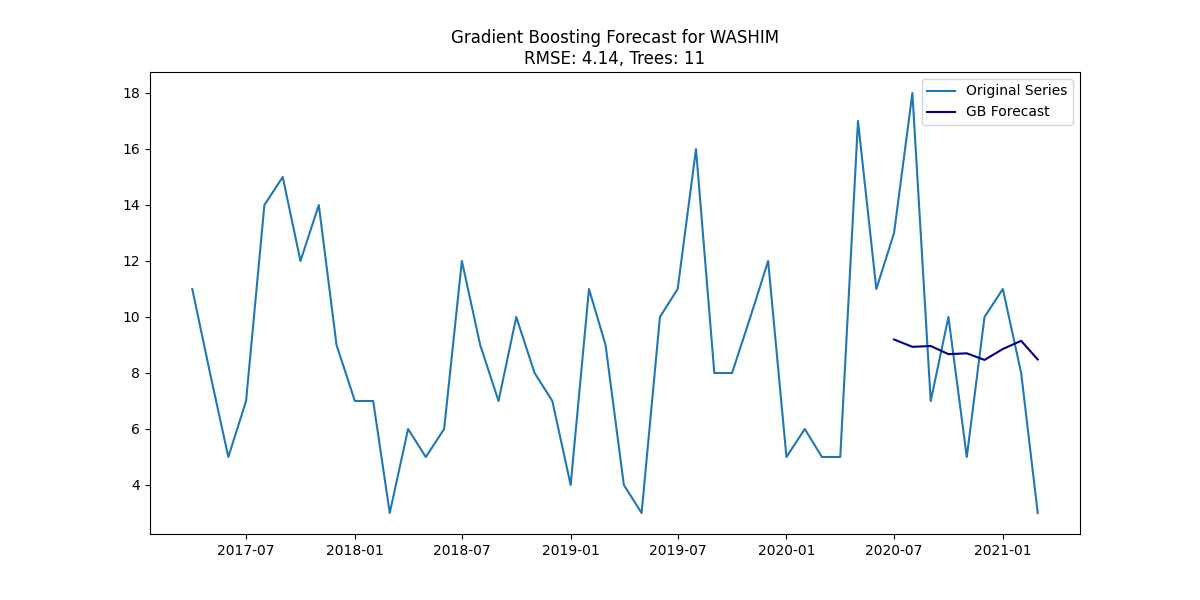 Gradient Boosting Forecast for WASHIM
RMSE: 4.14, Trees: 11
Original Series
GB Forecast
18
16
14
12
10
8
6
4
2017-07 2018-01 2018-07 2019-01 2019-07 2020-01 2020-07 2021-01